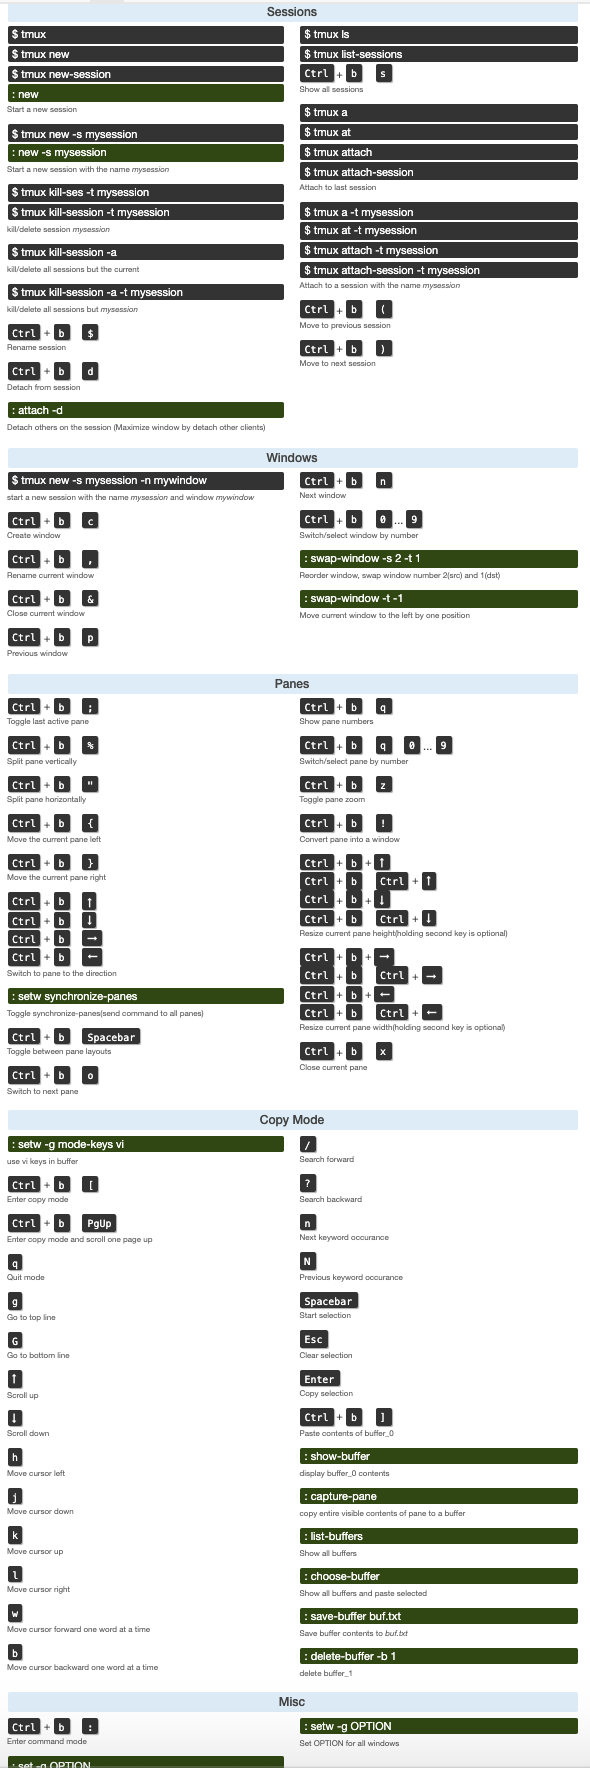 Sessions
$ tmux
$ tmux new
$ tmux new-session
: new
Start a new session
$ tmux new -s mysession
: new -s mysession
Start a new session with the name mysession
$ tmux kill-ses -t mysession
$ tmux kill-session -t mysession
kill/delete session mysession
$ tmux kill-session -a
kill/delete all sessions but the current
$ tmux kill-session -a -t mysession
kill/delete all sessions but mysession
Ctrl + b $
Rename session
Ctrl + b d
Detach from session
: attach -d
Detach others on the session (Maximize window by detach other clients)
$ tmux ls
$ tmux list-sessions
Ctrl + b s
Show all sessions
$ tmux a
$ tmux at
$ tmux attach
$ tmux attach-session
Attach to last session
$ tmux a -t mysession
$ tmux at -t mysession
$ tmux attach -t mysession
$ tmux attach-session -t mysession
Attach to a session with the name mysession
Ctrl + b (
Move to previous session
Ctrl + b )
Move to next session
Windows
$ tmux new -s mysession -n mywindow
start a new session with the name mysession and window mywindow
Ctrl + b c
Create window
Ctrl + b ,
Rename current window
Ctrl + b &
Close current window
Ctrl + b p
Previous window
Ctrl + b n
Next window
Ctrl + b 0 ... 9
Switch/select window by number
: swap-window -s 2 -t 1
Reorder window, swap window number 2(src) and 1(dst)
: swap-window -t -1
Move current window to the left by one position
Panes
Ctrl + b ;
Toggle last active pane
Ctrl + b %
Split pane vertically
Ctrl + b "
Split pane horizontally
Ctrl + b {
Move the current pane left
Ctrl + b }
Move the current pane right
Ctrl + b ↑
Ctrl + b ↓
Ctrl + b →
Ctrl + b ←
Switch to pane to the direction
: setw synchronize-panes
Toggle synchronize-panes(send command to all panes)
Ctrl + b Spacebar
Toggle between pane layouts
Ctrl + b o
Switch to next pane
Ctrl + b q
Show pane numbers
Ctrl + b q 0 ... 9
Switch/select pane by number
Ctrl + b z
Toggle pane zoom
Ctrl + b !
Convert pane into a window
Ctrl + b + ↑
Ctrl + b Ctrl + ↑
Ctrl + b + ↓
Ctrl + b Ctrl + ↓
Resize current pane height(holding second key is optional)
Ctrl + b + →
Ctrl + b Ctrl + →
Ctrl + b + ←
Ctrl + b Ctrl + ←
Resize current pane width(holding second key is optional)
Ctrl + b x
Close current pane
Copy Mode
: setw -g mode-keys vi
use vi keys in buffer
Ctrl + b [
Enter copy mode
Ctrl + b PgUp
Enter copy mode and scroll one page up
q
Quit mode
g
Go to top line
G
Go to bottom line
↑
Scroll up
↓
Scroll down
h
Move cursor left
j
Move cursor down
k
Move cursor up
l
Move cursor right
w
Move cursor forward one word at a time
b
Move cursor backward one word at a time
/
Search forward
?
Search backward
n
Next keyword occurance
N
Previous keyword occurance
Spacebar
Start selection
Esc
Clear selection
Enter
Copy selection
Ctrl + b ]
Paste contents of buffer_0
: show-buffer
display buffer_0 contents
: capture-pane
copy entire visible contents of pane to a buffer
: list-buffers
Show all buffers
: choose-buffer
Show all buffers and paste selected
: save-buffer buf.txt
Save buffer contents to buf.txt
: delete-buffer -b 1
delete buffer_1
Misc
Ctrl + b :
Enter command mode
: set -g OPTION
: setw -g OPTION
Set OPTION for all windows